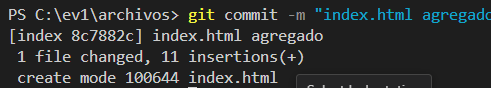 PS C:\ev1\archivos> git commit -m "index.html agregado
[index 8c7882c] index.html agregado
1 file changed, 11 insertions(+)
create mode 100644 index.html